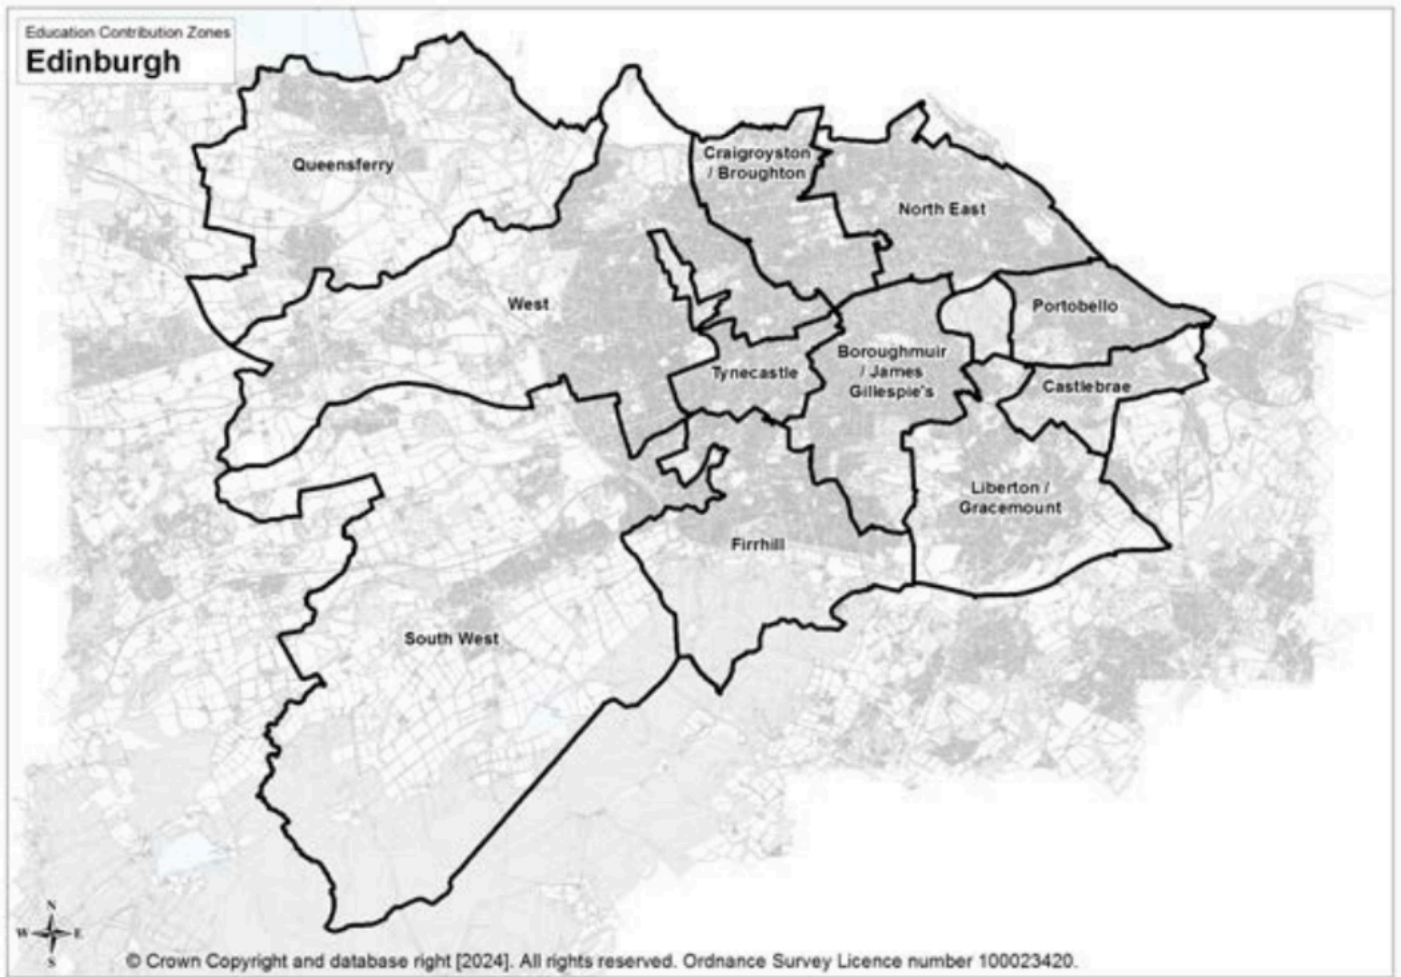 Education Contribution Zones
Edinburgh
Queensferry
Craigroyston
/ Broughton
North East
West
Portobello
Boroughmuir
/ James
Gillespie's
Tynecastle
Castlebrae
Liberton /
Gracemount
Firrhill
South West
N
W E
S
© Crown Copyright and database right [2024]. All rights reserved. Ordnance Survey Licence number 100023420.